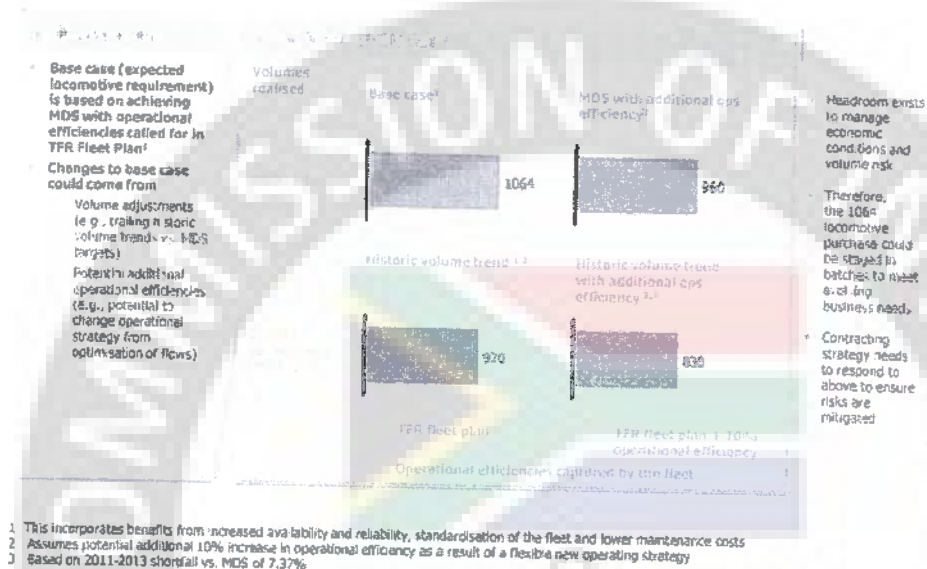 Base case (expected
locomotive requirement)
is based on achieving
MDS with operational
efficiencies called for in
TFR Fleet Plan¹
Changes to base case
could come from
Volume adjustments
(e.g., trailing historic
volume trends vs. MDS
targets)
Potential additional
operational efficiencies
(e.g., potential to
change operational
strategy from
optimisation of flows)
Volumes
realised
Base case¹
1064
MDS with additional ops
efficiency²
960
Historic volume trend
920
Historic volume trend
with additional ops
efficiency
830
TFR fleet plan
TFR fleet plan + 10%
operational efficiency
Operational efficiencies captured by the fleet
Headroom exists
to manage
economic
conditions and
volume risk
Therefore,
the 1064
locomotive
purchase could
be stayed in
batches to meet
evolving
business needs
Contracting
strategy needs
to respond to
above to ensure
risks are
mitigated
1 This incorporates benefits from increased availability and reliability, standardisation of the fleet and lower maintenance costs
2 Assumes potential additional 10% increase in operational efficiency as a result of a flexible new operating strategy
3 Based on 2011-2013 shortfall vs. MDS of 7.37%